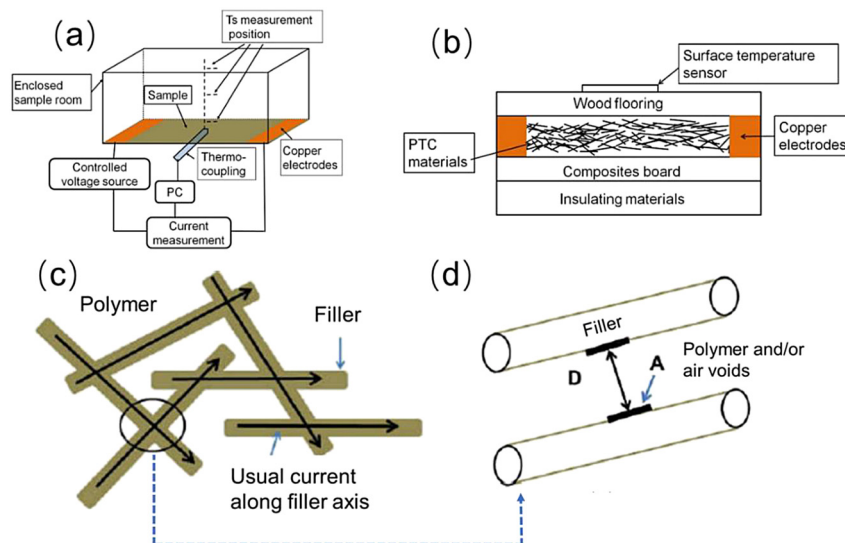 (a)
Ts measurement
position
Enclosed
sample room
Sample
Controlled
voltage source
Thermo-
coupling
Copper
electrodes
PC
Current
measurement
(b)
Surface temperature
sensor
Wood flooring
PTC
materials
Copper
electrodes
Composites board
Insulating materials
(c)
Polymer
Filler
Usual current
along filler axis
(d)
Filler
D
A
Polymer and/or
air voids